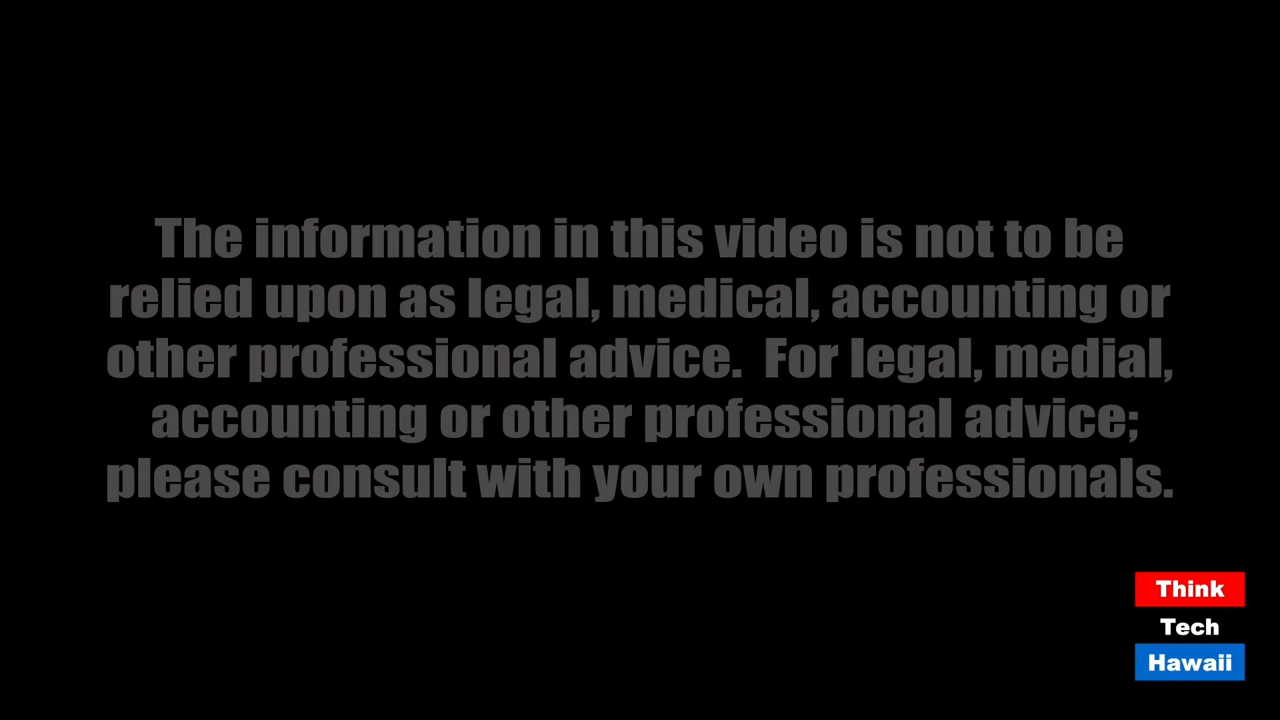 The information in this video is not to be
relied upon as legal, medical, accounting or
other professional advice.  For legal, medial,
accounting or other professional advice;
please consult with your own professionals.
Think
Tech
Hawaii